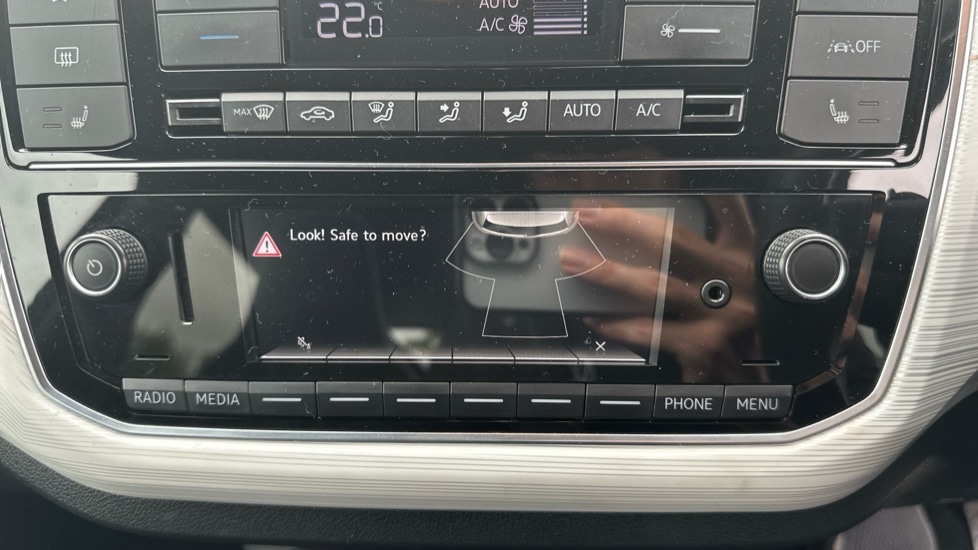 22.0 °C
AUTO
A/C
OFF
MAX
AUTO
A/C
Look! Safe to move?
RADIO
MEDIA
PHONE
MENU